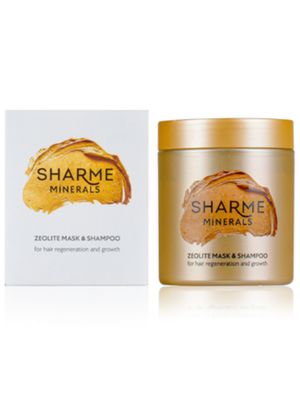 SHARME
MINERALS
ZEOLITE MASK & SHAMPOO
for hair regeneration and growth
SHARME
MINERALS
ZEOLITE MASK & SHAMPOO
for hair regeneration and growth